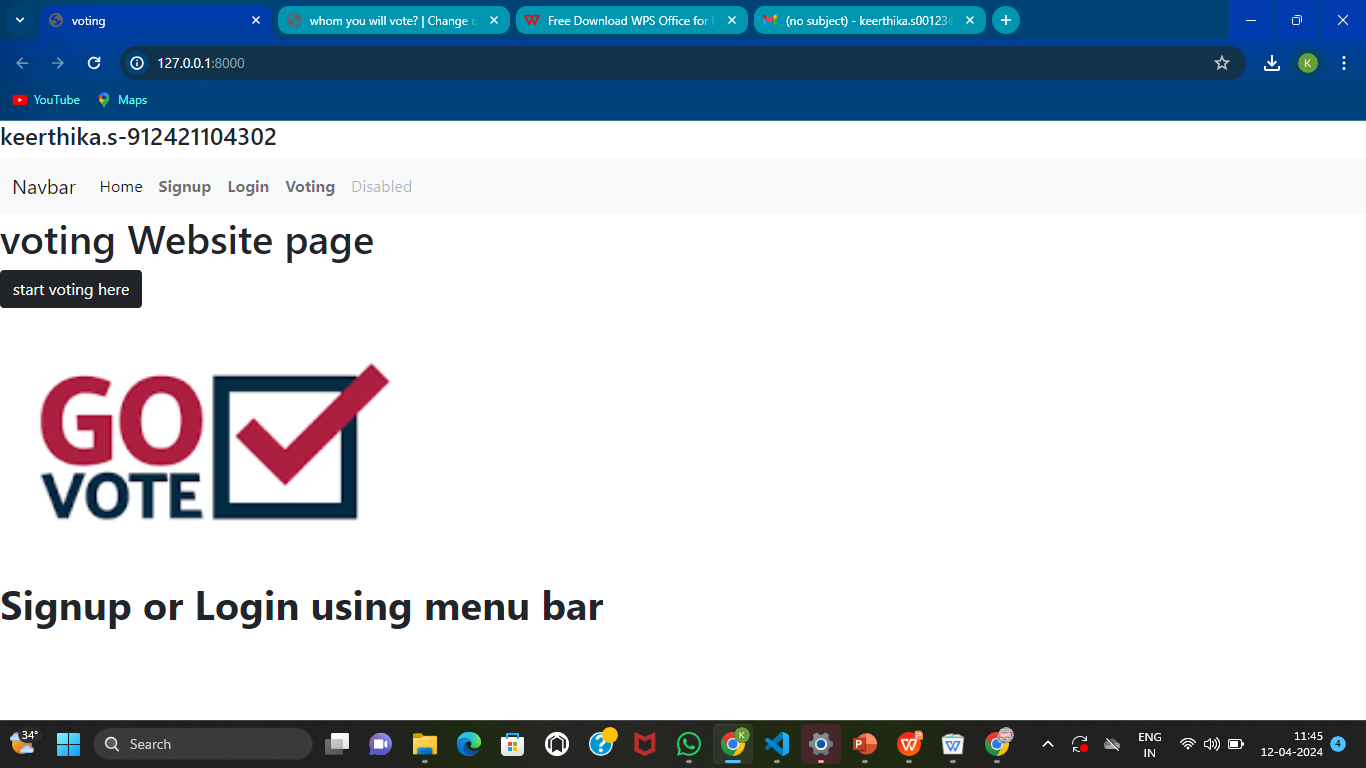 voting
whom you will vote? | Change o
Free Download WPS Office for
(no subject) - keerthika.s00123
127.0.0.1:8000
K
YouTube
Maps
keerthika.s-912421104302
Navbar Home Signup Login Voting Disabled
voting Website page
start voting here
GO
VOTE
Signup or Login using menu bar
34°
Search
ENG
IN
11:45
12-04-2024
4